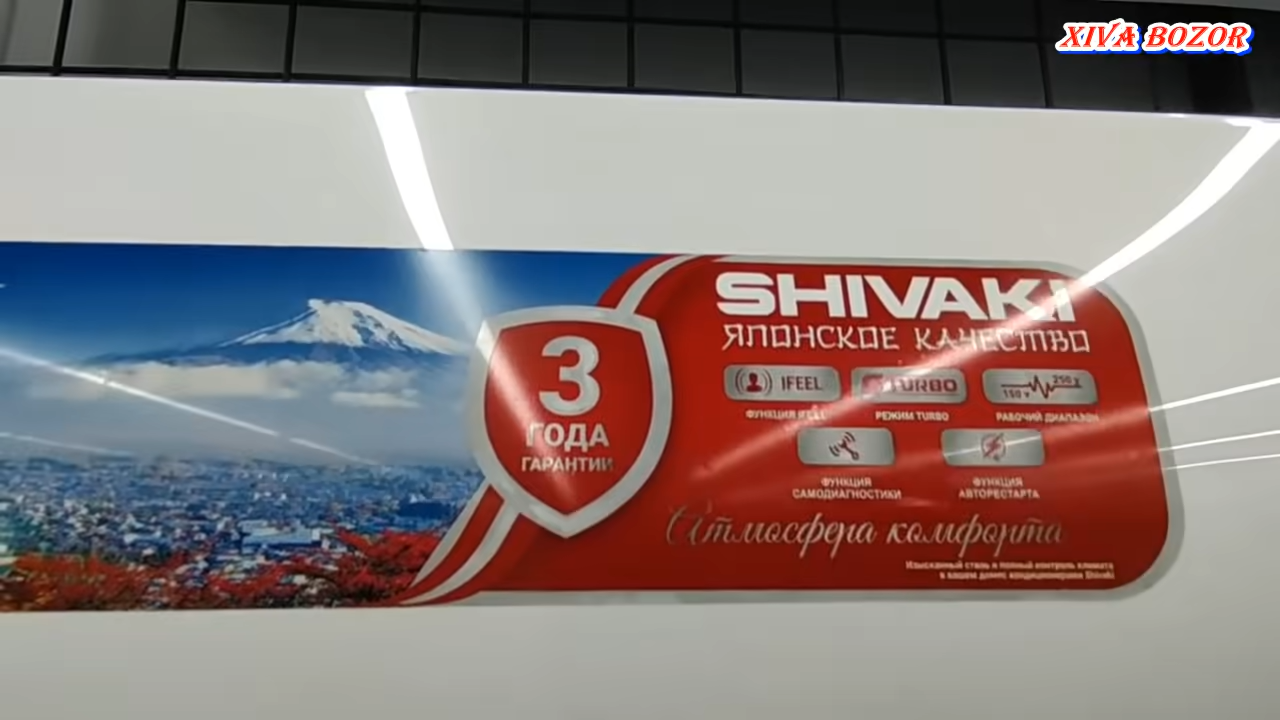 XIVA BOZOR
SHIVAKI
ЯПОНСКОЕ КАЧЕСТВО
3
ГОДА
ГАРАНТИИ
IFEEL
TURBO
150 v 250 v
ФУНКЦИЯ IFEEL
РЕЖИМ TURBO
РАБОЧИЙ ДИАПАЗОН
ФУНКЦИЯ
САМОДИАГНОСТИКИ
ФУНКЦИЯ
АВТОРЕСТАРТА
Атмосфера комфорта
Изысканный стиль и полный контроль климата
в вашем доме с кондиционерами Shivaki